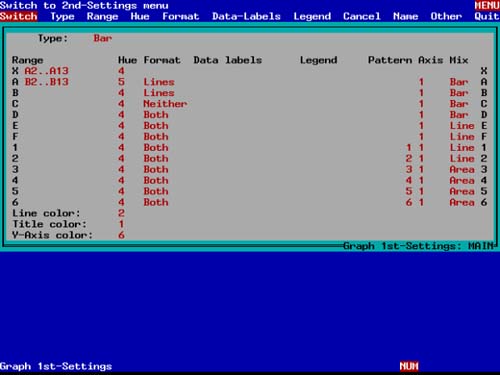 Switch to 2nd-Settings menu MENU
Switch Type Range Hue Format Data-Labels Legend Cancel Name Other Quit
Type: Bar
Range Hue Format Data labels Legend Pattern Axis Mix
X A2..A13 4 X
A B2..B13 5 Lines 1 Bar A
B 4 Lines 1 Bar B
C 4 Neither 1 Bar C
D 4 Both 1 Bar D
E 4 Both 1 Line E
F 4 Both 1 Line F
1 4 Both 1 1 Line 1
2 4 Both 2 1 Line 2
3 4 Both 3 1 Area 3
4 4 Both 4 1 Area 4
5 4 Both 5 1 Area 5
6 4 Both 6 1 Area 6
Line color: 2
Title color: 1
Y-Axis color: 6
Graph 1st-Settings: MAIN
Graph 1st-Settings NUM